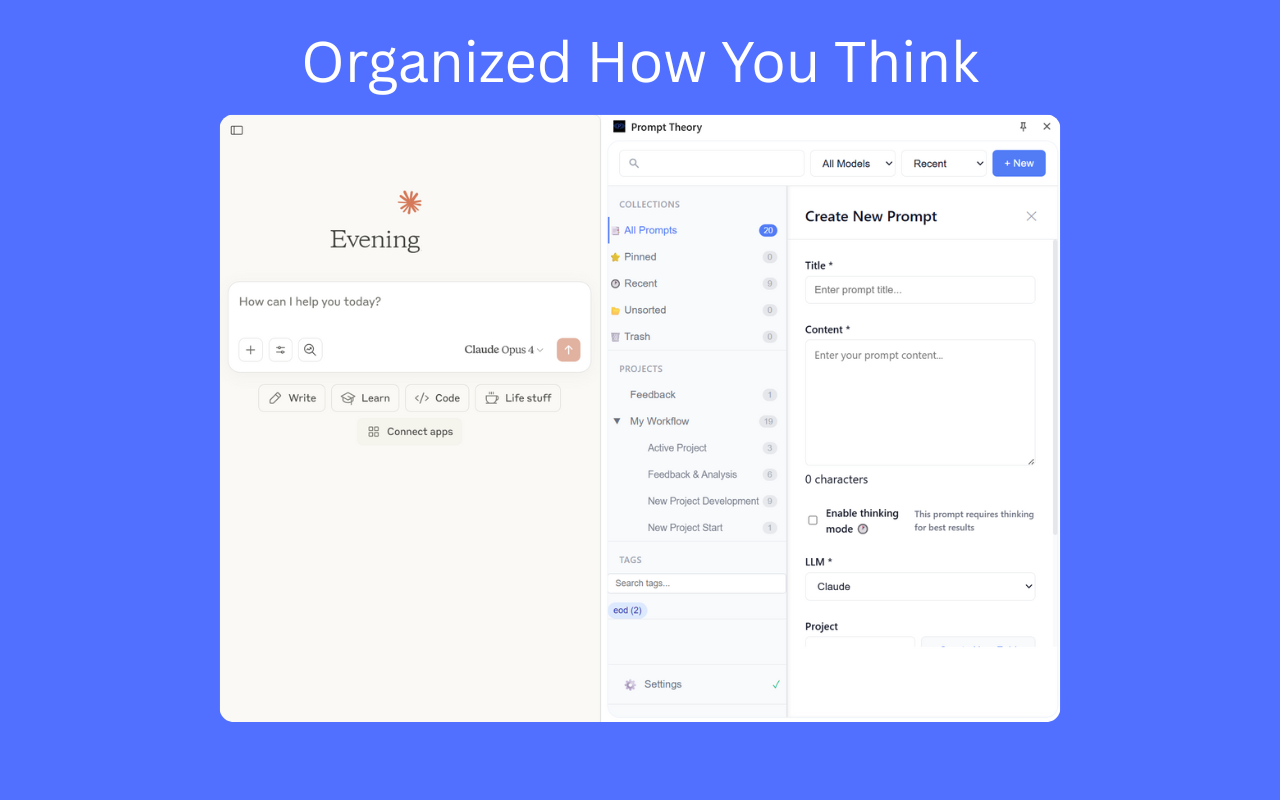 Organized How You Think
Evening
How can I help you today?
Claude Opus 4
Write
Learn
Code
Life stuff
Connect apps
Prompt Theory
All Models
Recent
+ New
COLLECTIONS
All Prompts 20
Pinned 0
Recent 9
Unsorted 0
Trash 0
PROJECTS
Feedback 1
My Workflow 19
Active Project 3
Feedback & Analysis 6
New Project Development 9
New Project Start 1
TAGS
Search tags...
eod (2)
Settings
Create New Prompt
Title *
Enter prompt title...
Content *
Enter your prompt content...
0 characters
Enable thinking
mode
This prompt requires thinking
for best results
LLM *
Claude
Project